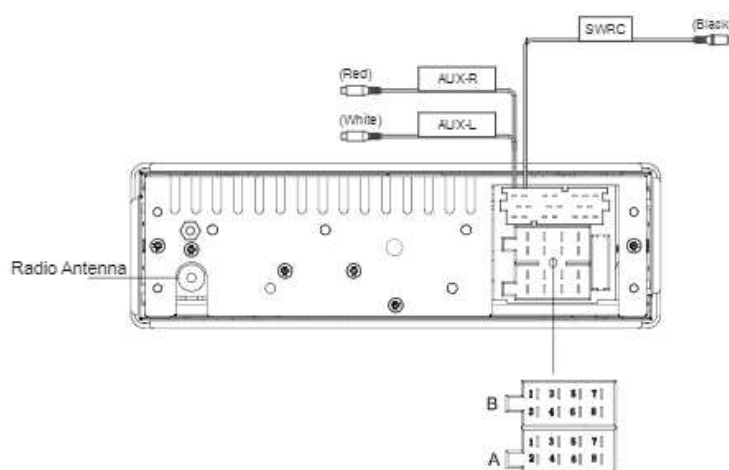 SWRC
(Black
(Red)
AUX-R
(White)
AUX-L
Radio Antenna
B
1 3 5 7
3 4 6 8
A
1 3 5 7
2 4 6 8